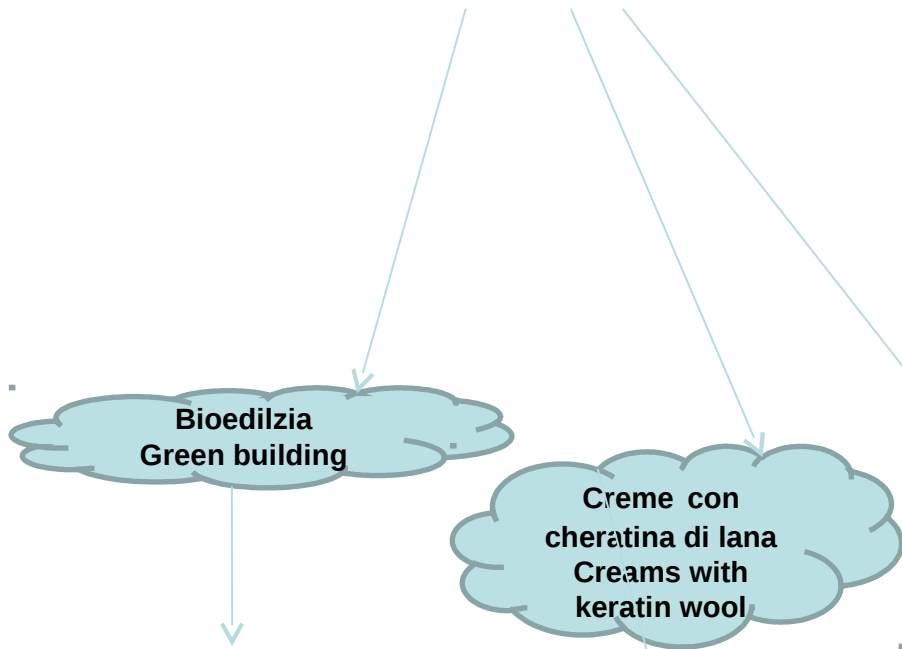 Bioedilzia
Green building
Creme con
cheratina di lana
Creams with
keratin wool